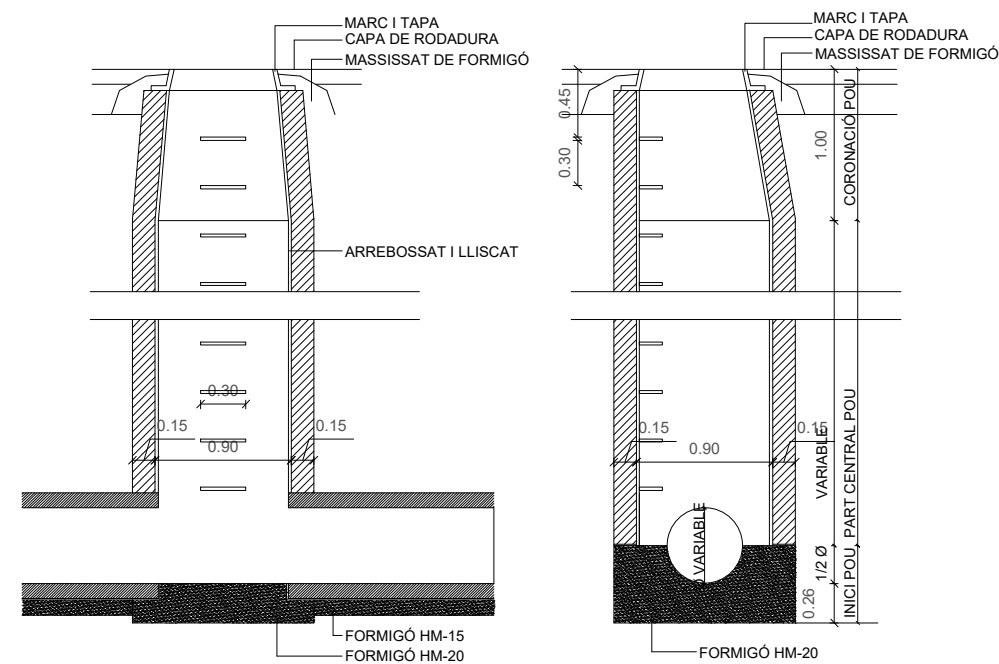 MARC I TAPA
CAPA DE RODADURA
MASSISSAT DE FORMIGÓ
ARREBOSSAT I LLISCAT
0.30
0.15
0.90
0.15
FORMIGÓ HM-15
FORMIGÓ HM-20
MARC I TAPA
CAPA DE RODADURA
MASSISSAT DE FORMIGÓ
0.45
0.30
1.00
CORONACIÓ POU
0.15
0.90
0.15
VARIABLE
PART CENTRAL POU
Ø VARIABLE
1/2 Ø
0.26
INICI POU
FORMIGÓ HM-20